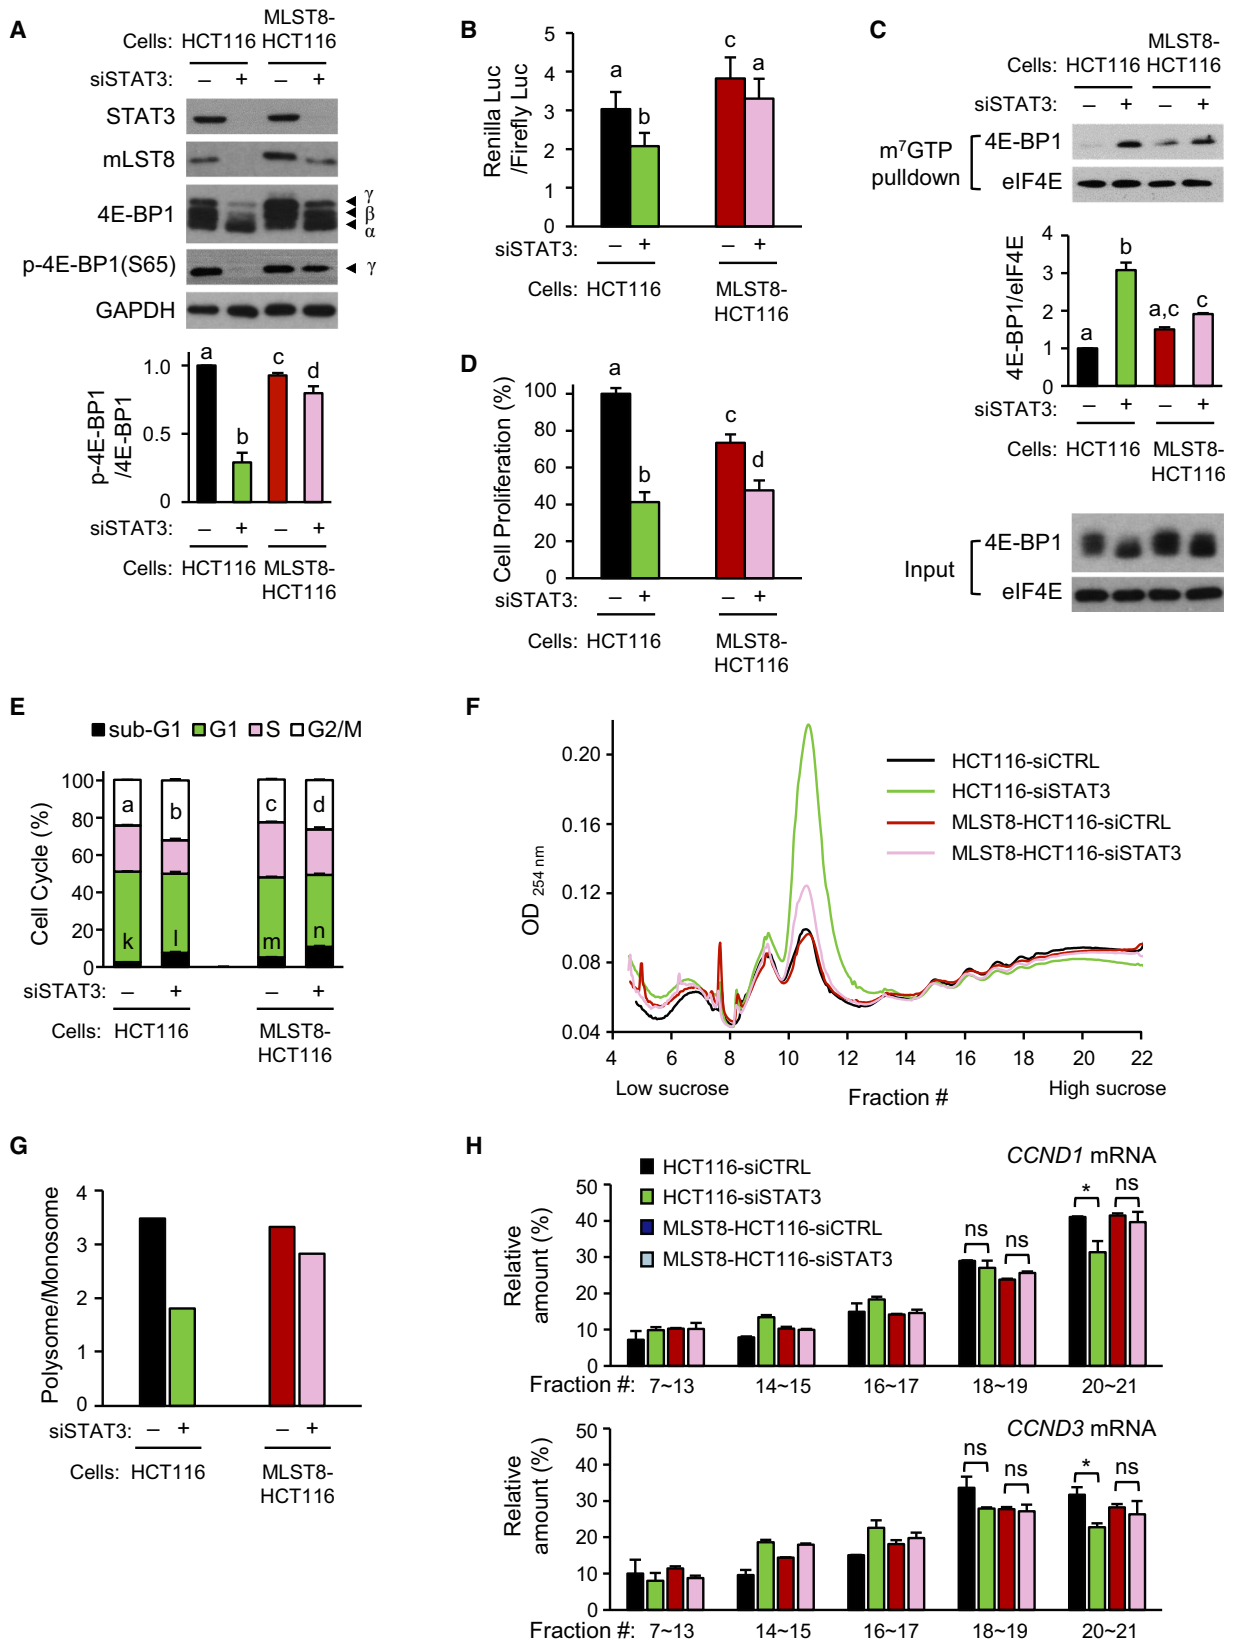 A
Cells: HCT116 MLST8-HCT116
siSTAT3: – + – +
STAT3
mLST8
4E-BP1
γ
β
α
p-4E-BP1(S65)
γ
GAPDH
p-4E-BP1
/4E-BP1
1.0
0.5
0
a b c d
siSTAT3: – + – +
Cells: HCT116 MLST8-
HCT116
B
Renilla Luc
/Firefly Luc
5
4
3
2
1
0
a b c a
siSTAT3: – + – +
Cells: HCT116 MLST8-
HCT116
C
MLST8-
Cells: HCT116 HCT116
siSTAT3: – + – +
m7GTP
pulldown
4E-BP1
eIF4E
4E-BP1/eIF4E
4
3
2
1
0
a b a,c c
siSTAT3: – + – +
Cells: HCT116 MLST8-
HCT116
Input
4E-BP1
eIF4E
D
Cell Proliferation (%)
100
80
60
40
20
0
a b c d
siSTAT3: – + – +
Cells: HCT116 MLST8-
HCT116
E
sub-G1 G1 S G2/M
Cell Cycle (%)
100
80
60
40
20
0
a b c d
k l m n
siSTAT3: – + – +
Cells: HCT116 MLST8-
HCT116
F
OD 254 nm
0.20
0.16
0.12
0.08
0.04
HCT116-siCTRL
HCT116-siSTAT3
MLST8-HCT116-siCTRL
MLST8-HCT116-siSTAT3
4 6 8 10 12 14 16 18 20 22
Low sucrose Fraction # High sucrose
G
Polysome/Monosome
4
3
2
1
0
siSTAT3: – + – +
Cells: HCT116 MLST8-
HCT116
H
CCND1 mRNA
HCT116-siCTRL
HCT116-siSTAT3
MLST8-HCT116-siCTRL
MLST8-HCT116-siSTAT3
Relative
amount (%)
50
40
30
20
10
0
ns ns * ns
Fraction #: 7~13 14~15 16~17 18~19 20~21
CCND3 mRNA
Relative
amount (%)
50
40
30
20
10
0
ns ns * ns
Fraction #: 7~13 14~15 16~17 18~19 20~21